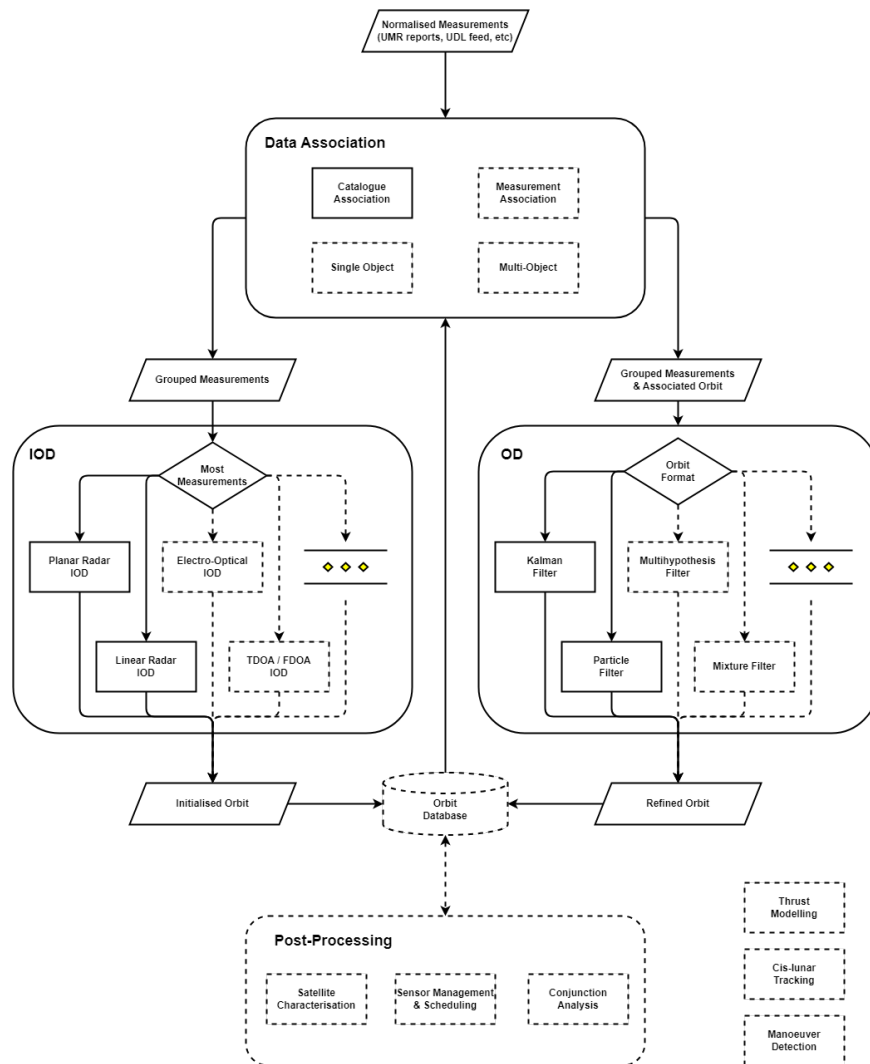 Normalised Measurements
(UMR reports, UDL feed, etc)
Data Association
Catalogue
Association
Measurement
Association
Single Object
Multi-Object
Grouped Measurements
Grouped Measurements
& Associated Orbit
IOD
Most
Measurements
Planar Radar
IOD
Electro-Optical
IOD
Linear Radar
IOD
TDOA / FDOA
IOD
OD
Orbit
Format
Kalman
Filter
Multihypothesis
Filter
Particle
Filter
Mixture Filter
Initialised Orbit
Orbit
Database
Refined Orbit
Post-Processing
Satellite
Characterisation
Sensor Management
& Scheduling
Conjunction
Analysis
Thrust
Modelling
Cis-lunar
Tracking
Manoeuver
Detection